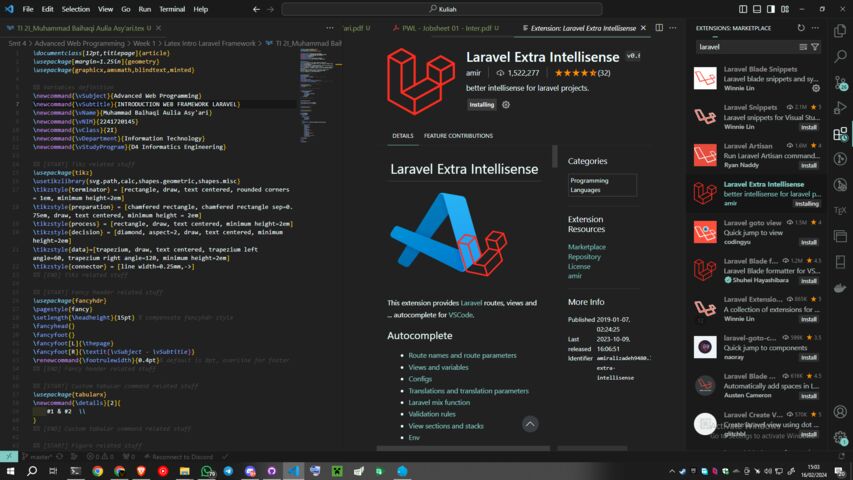 File Edit Selection View Go Run Terminal Help
Kuliah
TI 2I_Muhammad Baihaqi Aulia Asy'ari.tex U
Smt 4 > Advanced Web Programming > Week 1 > Latex Intro Laravel Framework > TI 2I_Muhammad Bai
\documentclass[12pt,titlepage]{article}
\usepackage[margin=1.25in]{geometry}
\usepackage{graphicx,amsmath,blindtext,minted}
%% Variables definition
\newcommand{\vSubject}{Advanced Web Programming}
\newcommand{\vSubtitle}{INTRODUCTION WEB FRAMEWORK LARAVEL}
\newcommand{\vName}{Muhammad Baihaqi Aulia Asy'ari}
\newcommand{\vNIM}{2241720145}
\newcommand{\vClass}{2I}
\newcommand{\vDepartment}{Information Technology}
\newcommand{\vStudyProgram}{D4 Informatics Engineering}
%% [START] Tikz related stuff
\usepackage{tikz}
\usetikzlibrary{svg.path,calc,shapes.geometric,shapes.misc}
\tikzstyle{terminator} = [rectangle, draw, text centered, rounded corners
= 1em, minimum height=2em]
\tikzstyle{preparation} = [chamfered rectangle, chamfered rectangle sep=0.
75em, draw, text centered, minimum height = 2em]
\tikzstyle{process} = [rectangle, draw, text centered, minimum height=2em]
\tikzstyle{decision} = [diamond, aspect=2, draw, text centered, minimum
height=2em]
\tikzstyle{data}=[trapezium, draw, text centered, trapezium left
angle=60, trapezium right angle=120, minimum height=2em]
\tikzstyle{connector} = [line width=0.25mm,->]
%% [END] Tikz related stuff
%% [START] Fancy header related stuff
\usepackage{fancyhdr}
\pagestyle{fancy}
\setlength{\headheight}{15pt} % compensate fancyhdr style
\fancyhead{}
\fancyfoot{}
\fancyfoot[L]{\thepage}
\fancyfoot[R]{\textit{\vSubject - \vSubtitle}}
\renewcommand{\footrulewidth}{0.4pt}% default is 0pt, overline for footer
%% [END] Fancy header related stuff
%% [START] Custom tabular command related stuff
\usepackage{tabularx}
\newcommand{\details}[2]{
#1 & #2 \\
}
%% [END] Custom tabular command related stuff
%% [START] Figure related stuff
ari.pdf U
PWL - Jobsheet 01 - Inter.pdf U
Extension: Laravel Extra Intellisense
Laravel Extra Intellisense
amir
1,522,277
(32)
better intellisense for laravel projects.
Installing
DETAILS
FEATURE CONTRIBUTIONS
Laravel Extra Intellisense
This extension provides Laravel routes, views and
... autocomplete for VSCode.
Autocomplete
• Route names and route parameters
• Views and variables
• Configs
• Translations and translation parameters
• Laravel mix function
• Validation rules
• View sections and stacks
• Env
Categories
Programming
Languages
Extension
Resources
Marketplace
Repository
License
amir
More Info
Published 2019-01-07,
02:24:25
Last 2023-10-09,
released 16:06:51
Identifier amiralizadeh9480.
extra-
intellisense
EXTENSIONS: MARKETPLACE
laravel
Laravel Blade Snippets
Laravel blade snippets and sy...
Winnie Lin
Laravel Snippets 2.1M 5
Laravel snippets for Visual Stu...
Winnie Lin Install
Laravel Artisan 1.6M 4
Run Laravel Artisan command...
Ryan Naddy Install
Laravel Extra Intellisense
better intellisense for laravel p...
amir Installing
Laravel goto view 1.5M 4
Quick jump to view
codingyu Install
Laravel Blade f... 1.2M 4.5
Laravel Blade formatter for VS...
Shuhei Hayashibara Install
Laravel Extension... 865K 5
A collection of extensions for ...
Winnie Lin Install
laravel-goto-c... 599K 3.5
Quick jump to components
naoray Install
Laravel Blade ... 616K 4.5
Automatically add spaces in L...
Austen Cameron Install
Laravel Create V... 570K 5
Create laravel view using dot ...
glitchbl Install
Activate Windows
Go to Settings to activate Windows.
master*
0 0
0
Reconnect to Discord
15:03
16/02/2024